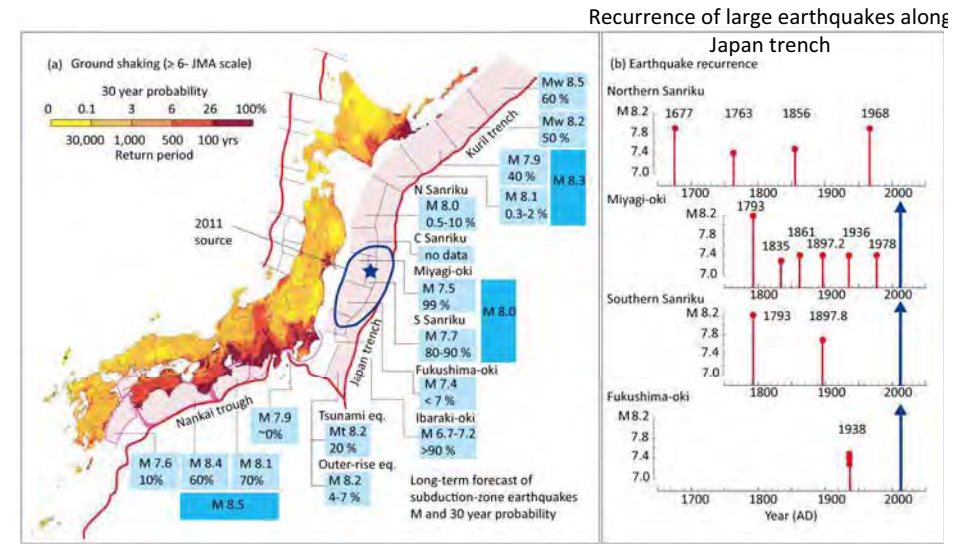 Recurrence of large earthquakes along
Japan trench
(a) Ground shaking (> 6- JMA scale)
30 year probability
0 0.1 3 6 26 100%
30,000 1,000 500 100 yrs
Return period
2011
source
Mw 8.5
60 %
Mw 8.2
50 %
Kuril trench
M 7.9
40 %
M 8.3
M 8.1
0.3-2 %
N Sanriku
M 8.0
0.5-10 %
C Sanriku
no data
Miyagi-oki
M 7.5
99 %
M 8.0
S Sanriku
M 7.7
80-90 %
Japan trench
Fukushima-oki
M 7.4
< 7 %
Ibaraki-oki
M 6.7-7.2
>90 %
Tsunami eq.
Mt 8.2
20 %
Outer-rise eq.
M 8.2
4-7 %
Nankai trough
M 7.9
~0%
M 7.6
10%
M 8.4
60%
M 8.1
70%
M 8.5
Long-term forecast of
subduction-zone earthquakes
M and 30 year probability
(b) Earthquake recurrence
Northern Sanriku
M 8.2 1677 1763 1856 1968
7.8
7.4
7.0
1700 1800 1900 2000
Miyagi-oki
1793
M8.2
1861 1936
7.8 1835 1897.2 1978
7.4
7.0
1800 1900 2000
Southern Sanriku
M 8.2 1793 1897.8
7.8
7.4
7.0
1800 1900 2000
Fukushima-oki
M8.2
1938
7.8
7.4
7.0
1700 1800 1900 2000
Year (AD)